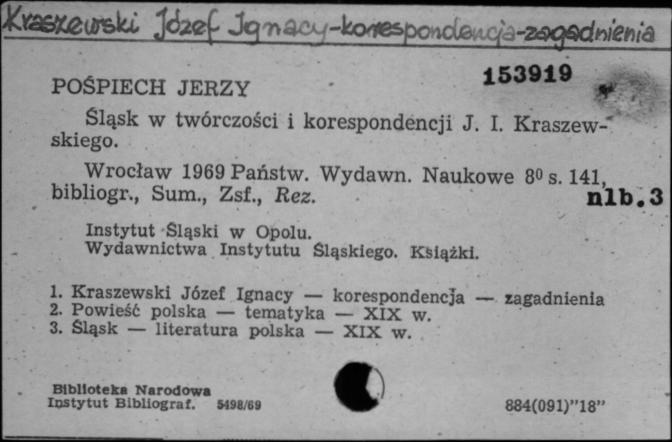 Kraszewski Józef Ignacy-korespondencja-zagadnienia
153919
POŚPIECH JERZY
Śląsk w twórczości i korespondencji J. I. Kraszew-
skiego.
Wrocław 1969 Państw. Wydawn. Naukowe 8⁰ s. 141,
bibliogr., Sum., Zsf., Rez. nlb.3
Instytut Śląski w Opolu.
Wydawnictwa Instytutu Śląskiego. Książki.
1. Kraszewski Józef Ignacy — korespondencja — zagadnienia
2. Powieść polska — tematyka — XIX w.
3. Śląsk — literatura polska — XIX w.
Biblioteka Narodowa
Instytut Bibliograf. 5498/69
884(091)"18"